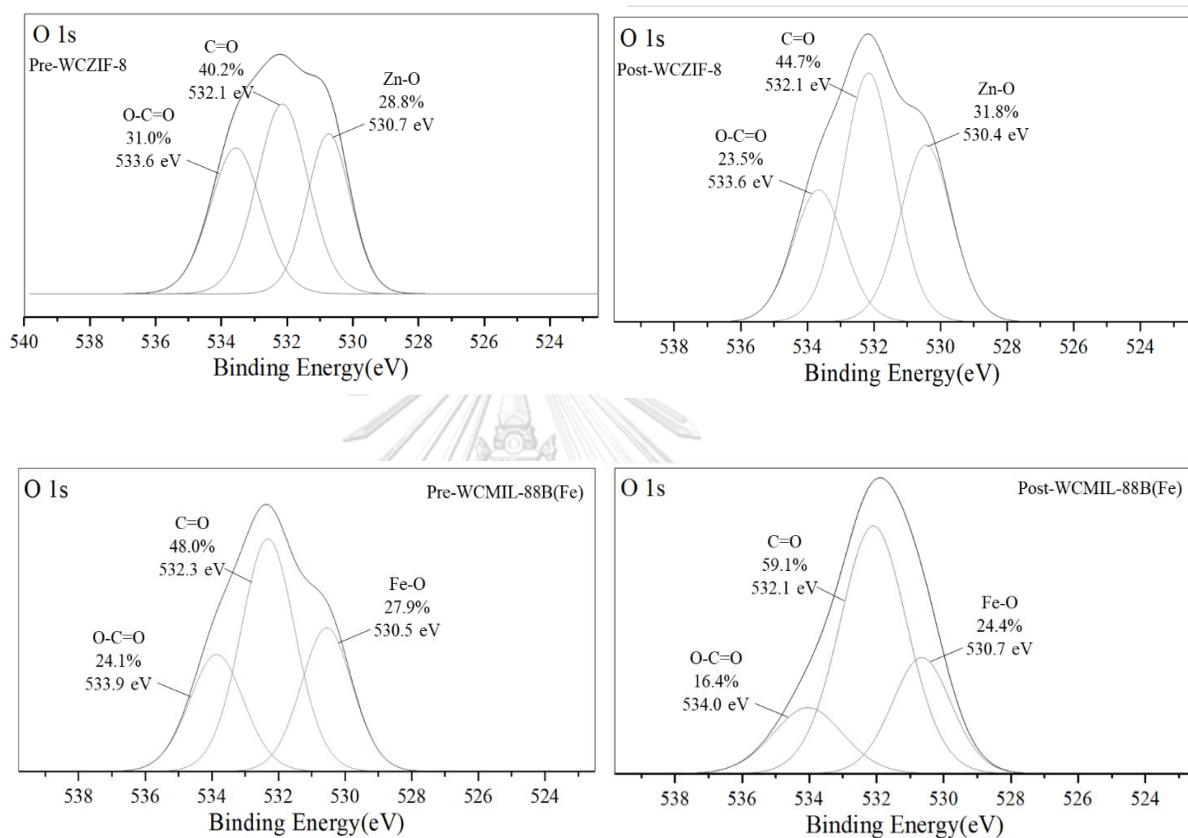 O 1s
Pre-WCZIF-8
C=O
40.2%
532.1 eV
O-C=O
31.0%
533.6 eV
Zn-O
28.8%
530.7 eV
540 538 536 534 532 530 528 526 524
Binding Energy(eV)
O 1s
Post-WCZIF-8
C=O
44.7%
532.1 eV
O-C=O
23.5%
533.6 eV
Zn-O
31.8%
530.4 eV
538 536 534 532 530 528 526 524
Binding Energy(eV)
O 1s
Pre-WCMIL-88B(Fe)
C=O
48.0%
532.3 eV
O-C=O
24.1%
533.9 eV
Fe-O
27.9%
530.5 eV
538 536 534 532 530 528 526 524
Binding Energy(eV)
O 1s
Post-WCMIL-88B(Fe)
C=O
59.1%
532.1 eV
O-C=O
16.4%
534.0 eV
Fe-O
24.4%
530.7 eV
538 536 534 532 530 528 526 524
Binding Energy(eV)